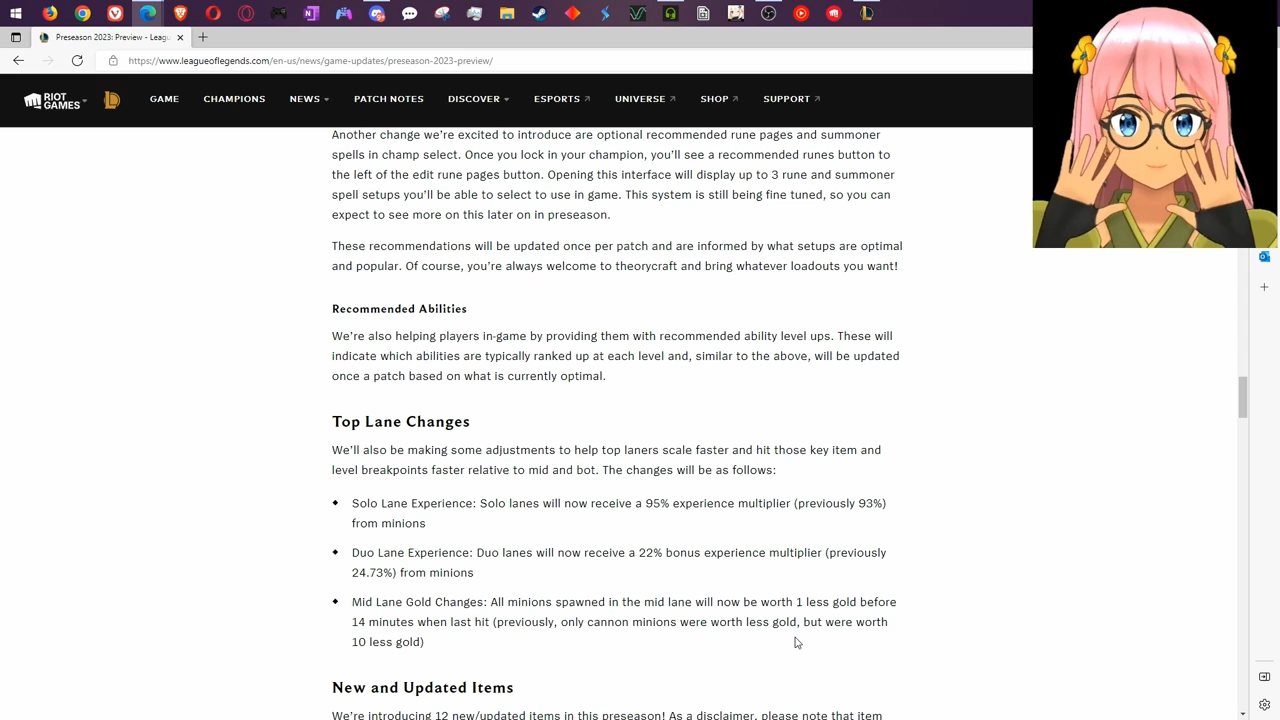 Preseason 2023: Preview - Leagu
https://www.leagueoflegends.com/en-us/news/game-updates/preseason-2023-preview/
RIOT GAMES
GAME CHAMPIONS NEWS PATCH NOTES DISCOVER ESPORTS UNIVERSE SHOP SUPPORT
Another change we're excited to introduce are optional recommended rune pages and summoner
spells in champ select. Once you lock in your champion, you'll see a recommended runes button to
the left of the edit rune pages button. Opening this interface will display up to 3 rune and summoner
spell setups you'll be able to select to use in game. This system is still being fine tuned, so you can
expect to see more on this later on in preseason.
These recommendations will be updated once per patch and are informed by what setups are optimal
and popular. Of course, you're always welcome to theorycraft and bring whatever loadouts you want!
Recommended Abilities
We're also helping players in-game by providing them with recommended ability level ups. These will
indicate which abilities are typically ranked up at each level and, similar to the above, will be updated
once a patch based on what is currently optimal.
Top Lane Changes
We'll also be making some adjustments to help top laners scale faster and hit those key item and
level breakpoints faster relative to mid and bot. The changes will be as follows:
Solo Lane Experience: Solo lanes will now receive a 95% experience multiplier (previously 93%)
from minions
Duo Lane Experience: Duo lanes will now receive a 22% bonus experience multiplier (previously
24.73%) from minions
Mid Lane Gold Changes: All minions spawned in the mid lane will now be worth 1 less gold before
14 minutes when last hit (previously, only cannon minions were worth less gold, but were worth
10 less gold)
New and Updated Items
We're introducing 12 new/updated items in this preseason! As a disclaimer, please note that item